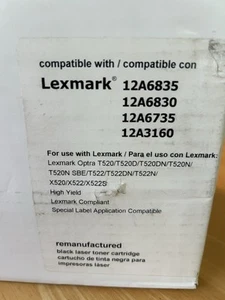 compatible with / compatible con
Lexmark® 12A6835
12A6830
12A6735
12A3160
For use with Lexmark / Para el uso con Lexmark:
Lexmark Optra T520/T520D/T520DN/T520N/
T520N SBE/T522/T522DN/T522N/
X520/X522/X522S
High Yield
Lexmark Compliant
Special Label Application Compatible
remanufactured
black laser toner cartridge
cartucho de tinta negra para
impresoras láser